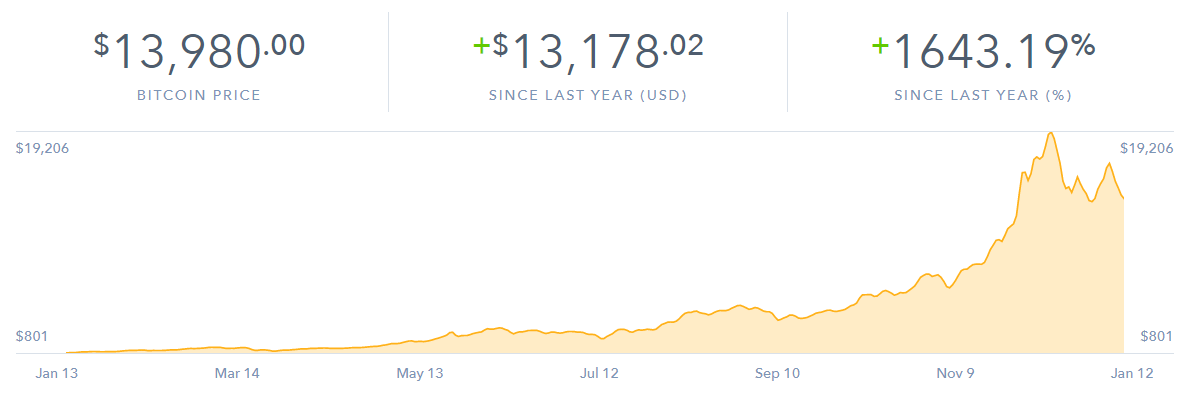 $13,980.00
+$13,178.02
+1643.19%
BITCOIN PRICE
SINCE LAST YEAR (USD)
SINCE LAST YEAR (%)
$19,206
$19,206
$801
$801
Jan 13
Mar 14
May 13
Jul 12
Sep 10
Nov 9
Jan 12